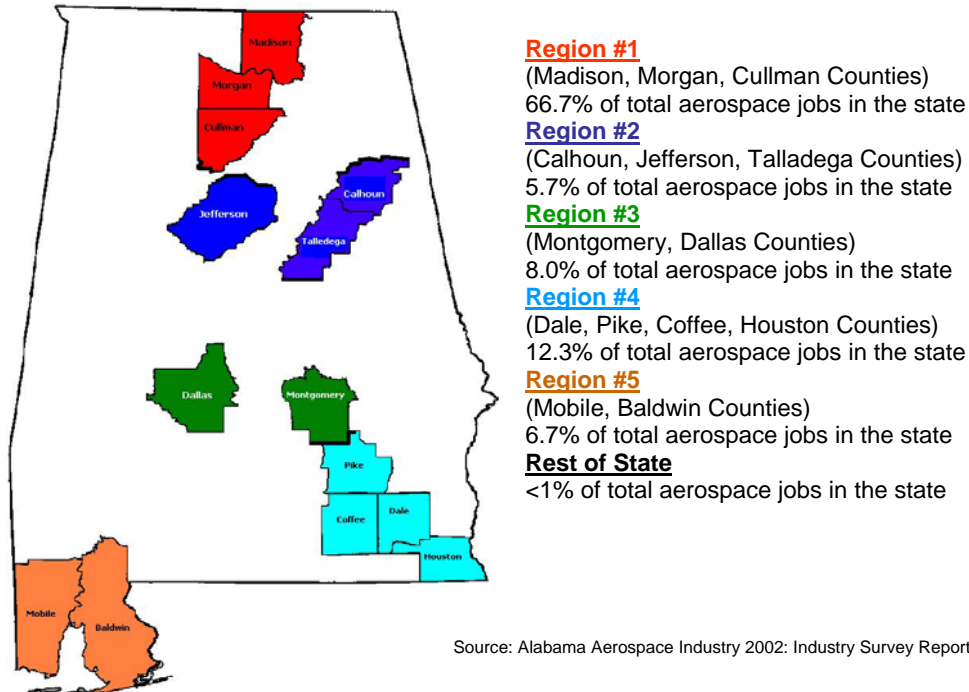 Madison
Morgan
Cullman
Calhoun
Jefferson
Talledega
Dallas
Montgomery
Pike
Coffee
Dale
Houston
Mobile
Baldwin
Region #1
(Madison, Morgan, Cullman Counties)
66.7% of total aerospace jobs in the state
Region #2
(Calhoun, Jefferson, Talladega Counties)
5.7% of total aerospace jobs in the state
Region #3
(Montgomery, Dallas Counties)
8.0% of total aerospace jobs in the state
Region #4
(Dale, Pike, Coffee, Houston Counties)
12.3% of total aerospace jobs in the state
Region #5
(Mobile, Baldwin Counties)
6.7% of total aerospace jobs in the state
Rest of State
<1% of total aerospace jobs in the state
Source: Alabama Aerospace Industry 2002: Industry Survey Report